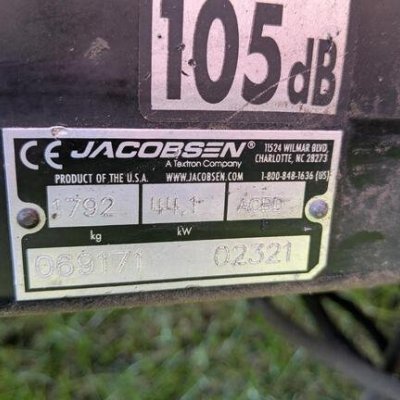 105dB
CE JACOBSEN® 11524 WILMAR BLVD.
A Textron Company CHARLOTTE, NC 28273
PRODUCT OF THE U.S.A. WWW.JACOBSEN.COM 1-800-848-1636 (US)
1792 44.1
kg kW
069171 02321